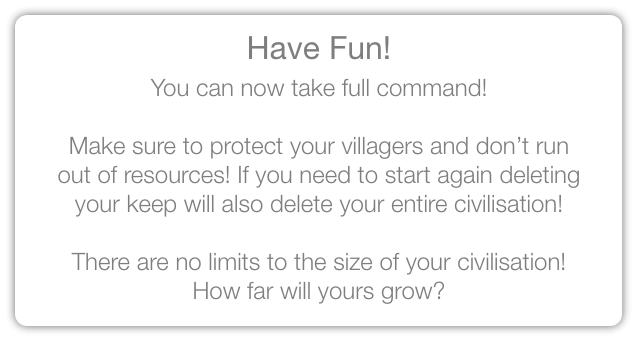 Have Fun!
You can now take full command!
Make sure to protect your villagers and don’t run
out of resources! If you need to start again deleting
your keep will also delete your entire civilisation!
There are no limits to the size of your civilisation!
How far will yours grow?